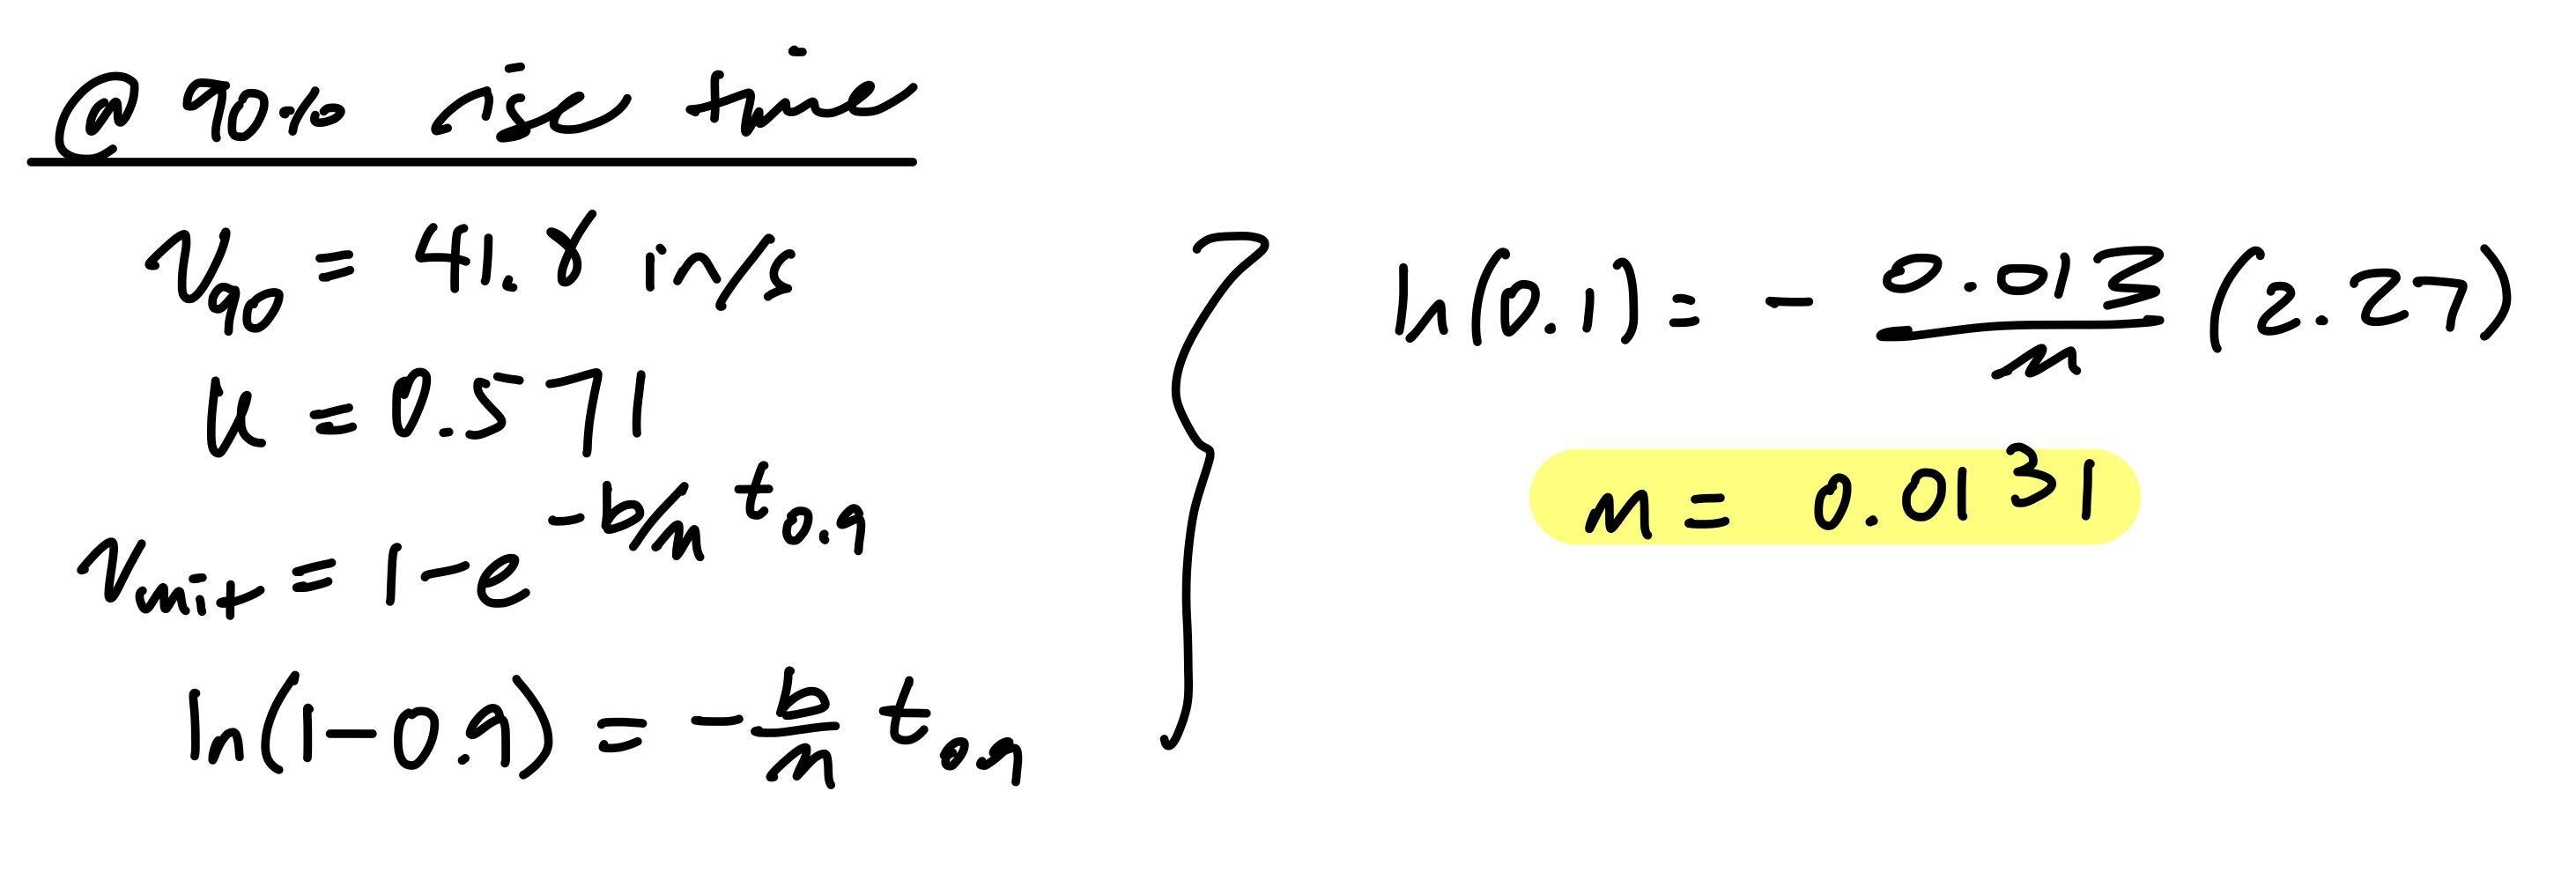 @ 90% rise time
V₉₀ = 41.8 in/s
u = 0.571
Vᵤₙᵢₜ = 1 - e^(-b/m t₀.₉)
ln(1-0.9) = - b/m t₀.₉
ln(0.1) = - 0.013/m (2.27)
m = 0.0131